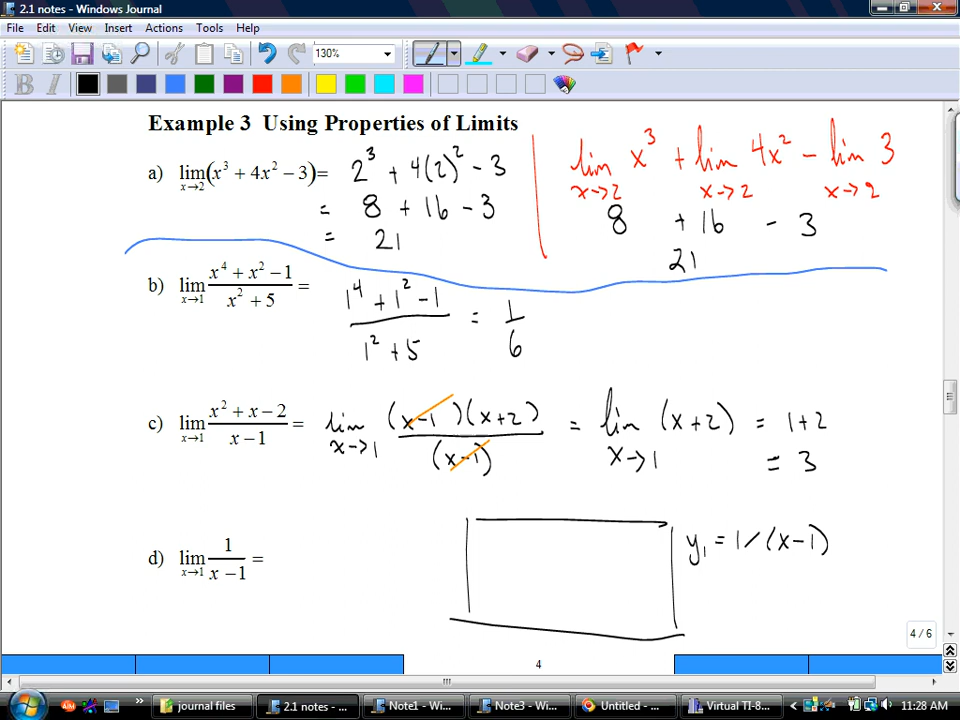 2.1 notes - Windows Journal
File Edit View Insert Actions Tools Help
130%
B I
Example 3 Using Properties of Limits
a) lim x→2 (x³ + 4x² − 3) = 2³ + 4(2)² − 3
= 8 + 16 − 3
= 21
lim x→2 x³ + lim x→2 4x² − lim x→2 3
8 + 16 − 3
21
b) lim x→1 (x⁴ + x² − 1)/(x² + 5) = (1⁴ + 1² − 1)/(1² + 5) = 1/6
c) lim x→1 (x² + x − 2)/(x − 1) = lim x→1 (x−1)(x+2)/(x−1) = lim x→1 (x+2) = 1+2
= 3
d) lim x→1 1/(x − 1) =
y₁ = 1/(x−1)
4 / 6
4
journal files 2.1 notes - ... Note1 - Wi... Note3 - Wi... Untitled - ... Virtual TI-8... 11:28 AM